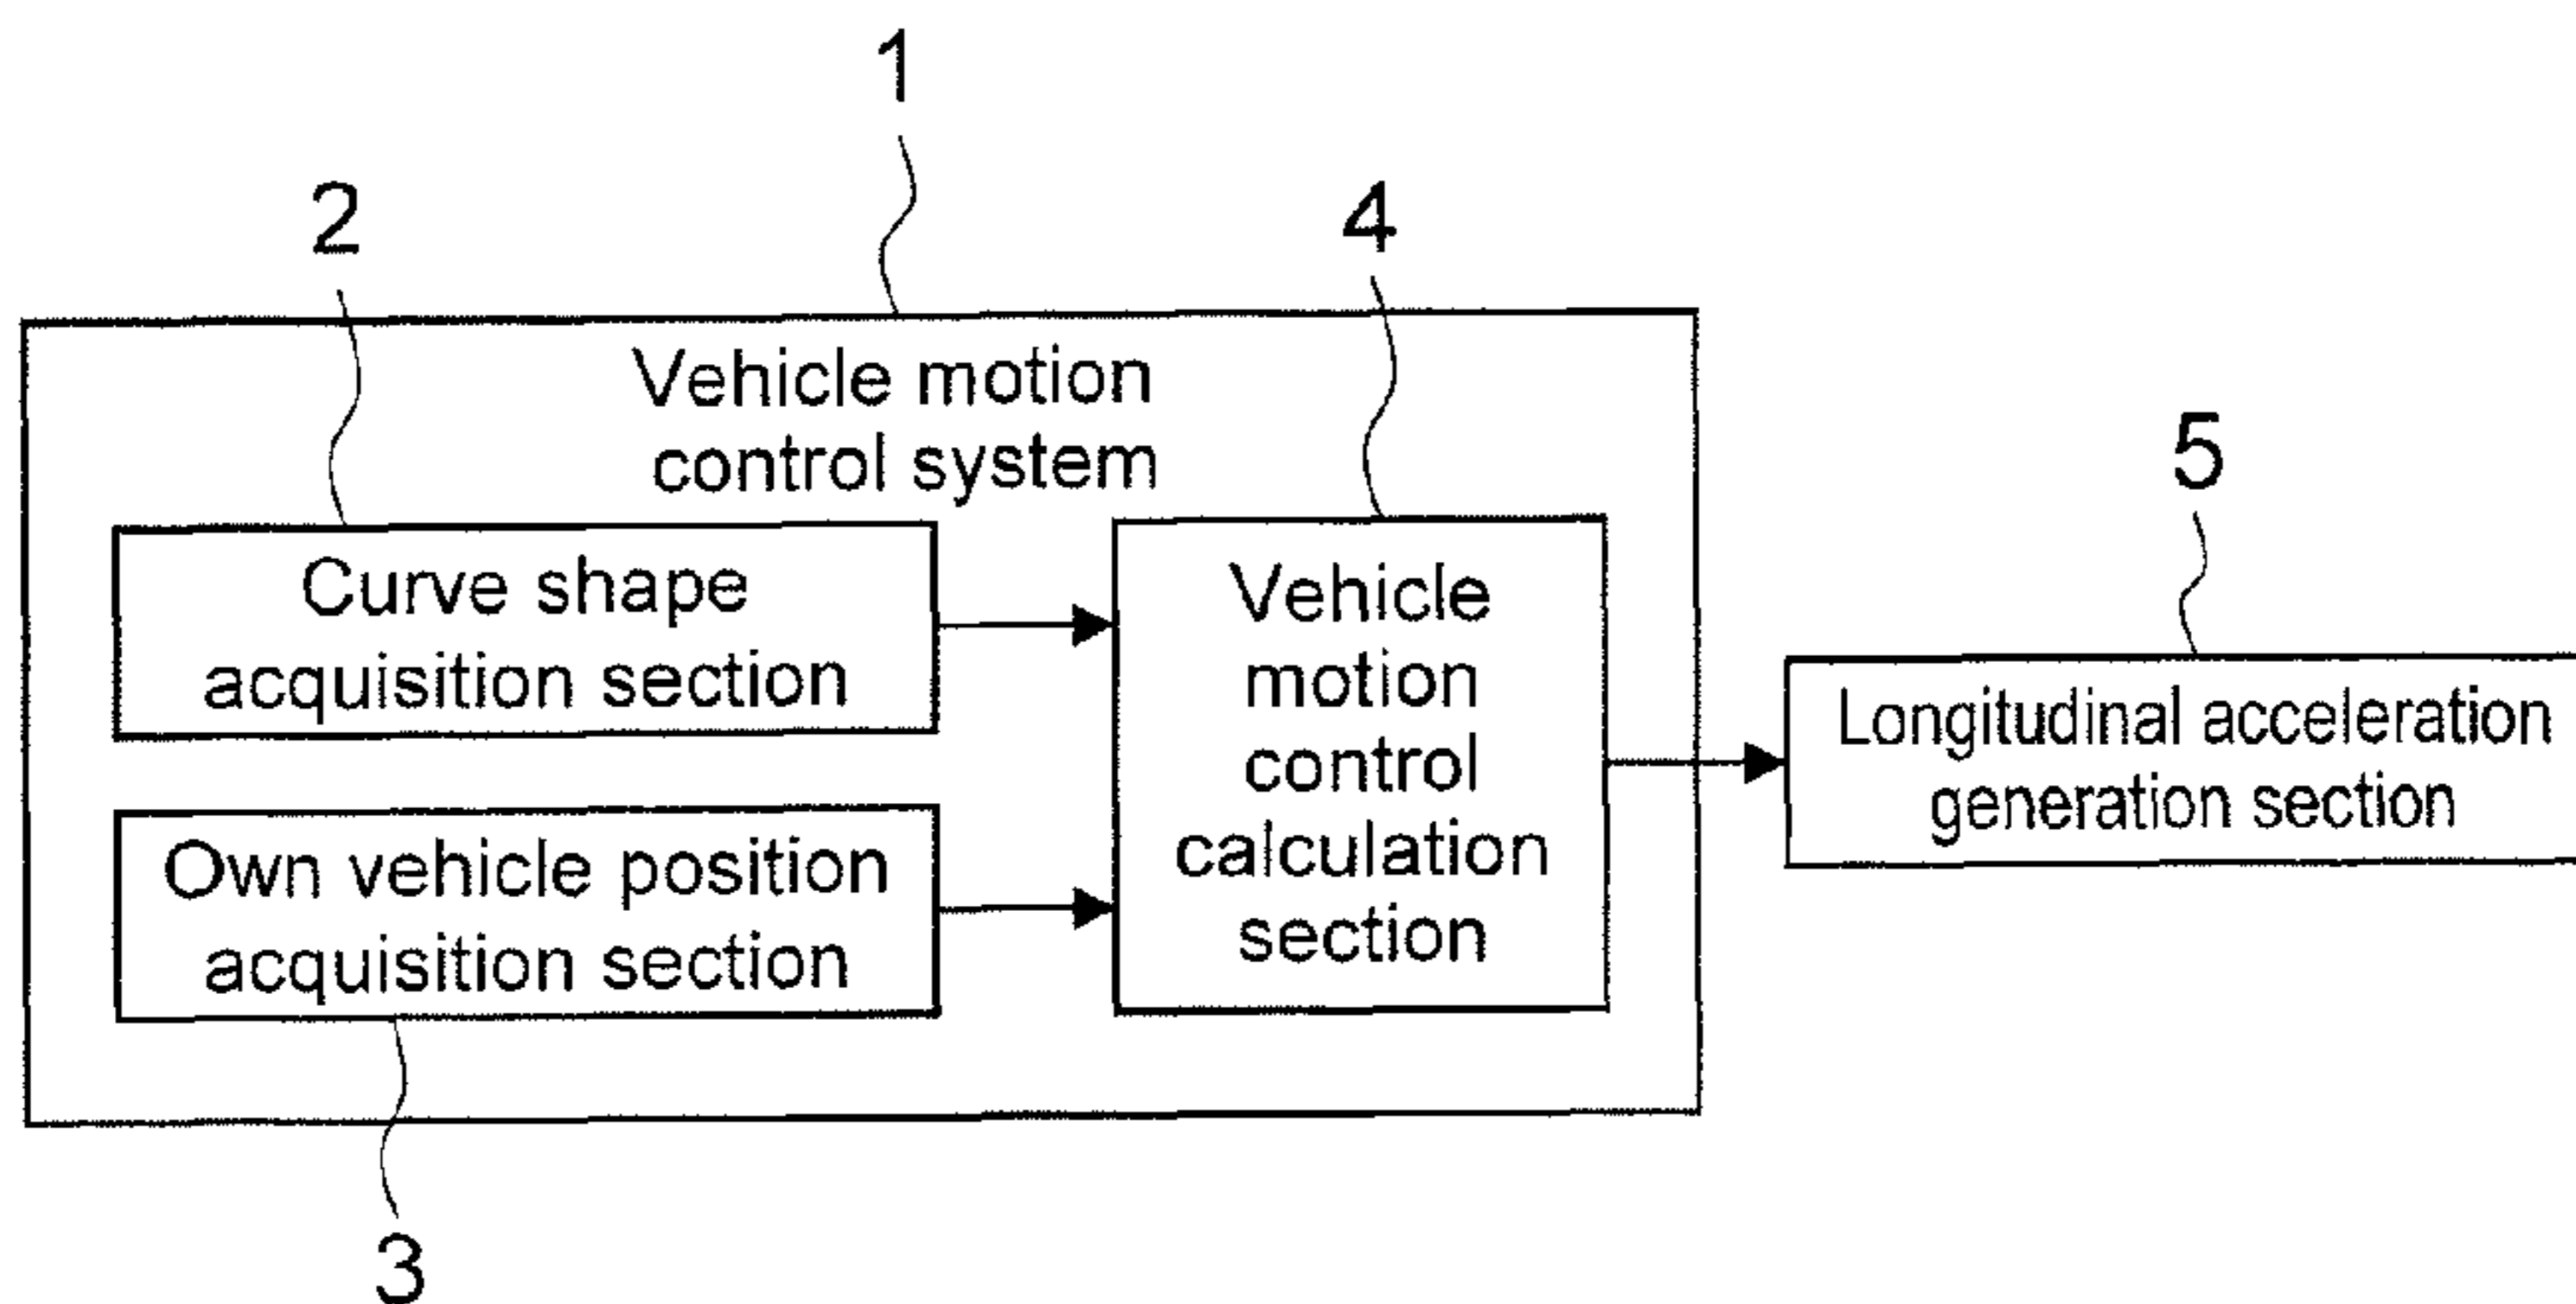 1
2
4
Vehicle motion
control system
5
Curve shape
acquisition section
Vehicle
motion
control
calculation
section
Longitudinal acceleration
generation section
Own vehicle position
acquisition section
3